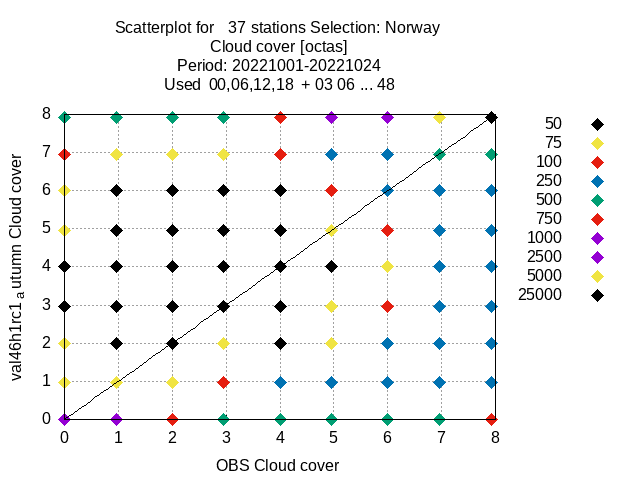 Scatterplot for 37 stations Selection: Norway
Cloud cover [octas]
Period: 20221001-20221024
Used 00,06,12,18 + 03 06 ... 48
val46h1rc1 a utumn Cloud cover
8
7
6
5
4
3
2
1
0
0 1 2 3 4 5 6 7 8
OBS Cloud cover
50
75
100
250
500
750
1000
2500
5000
25000